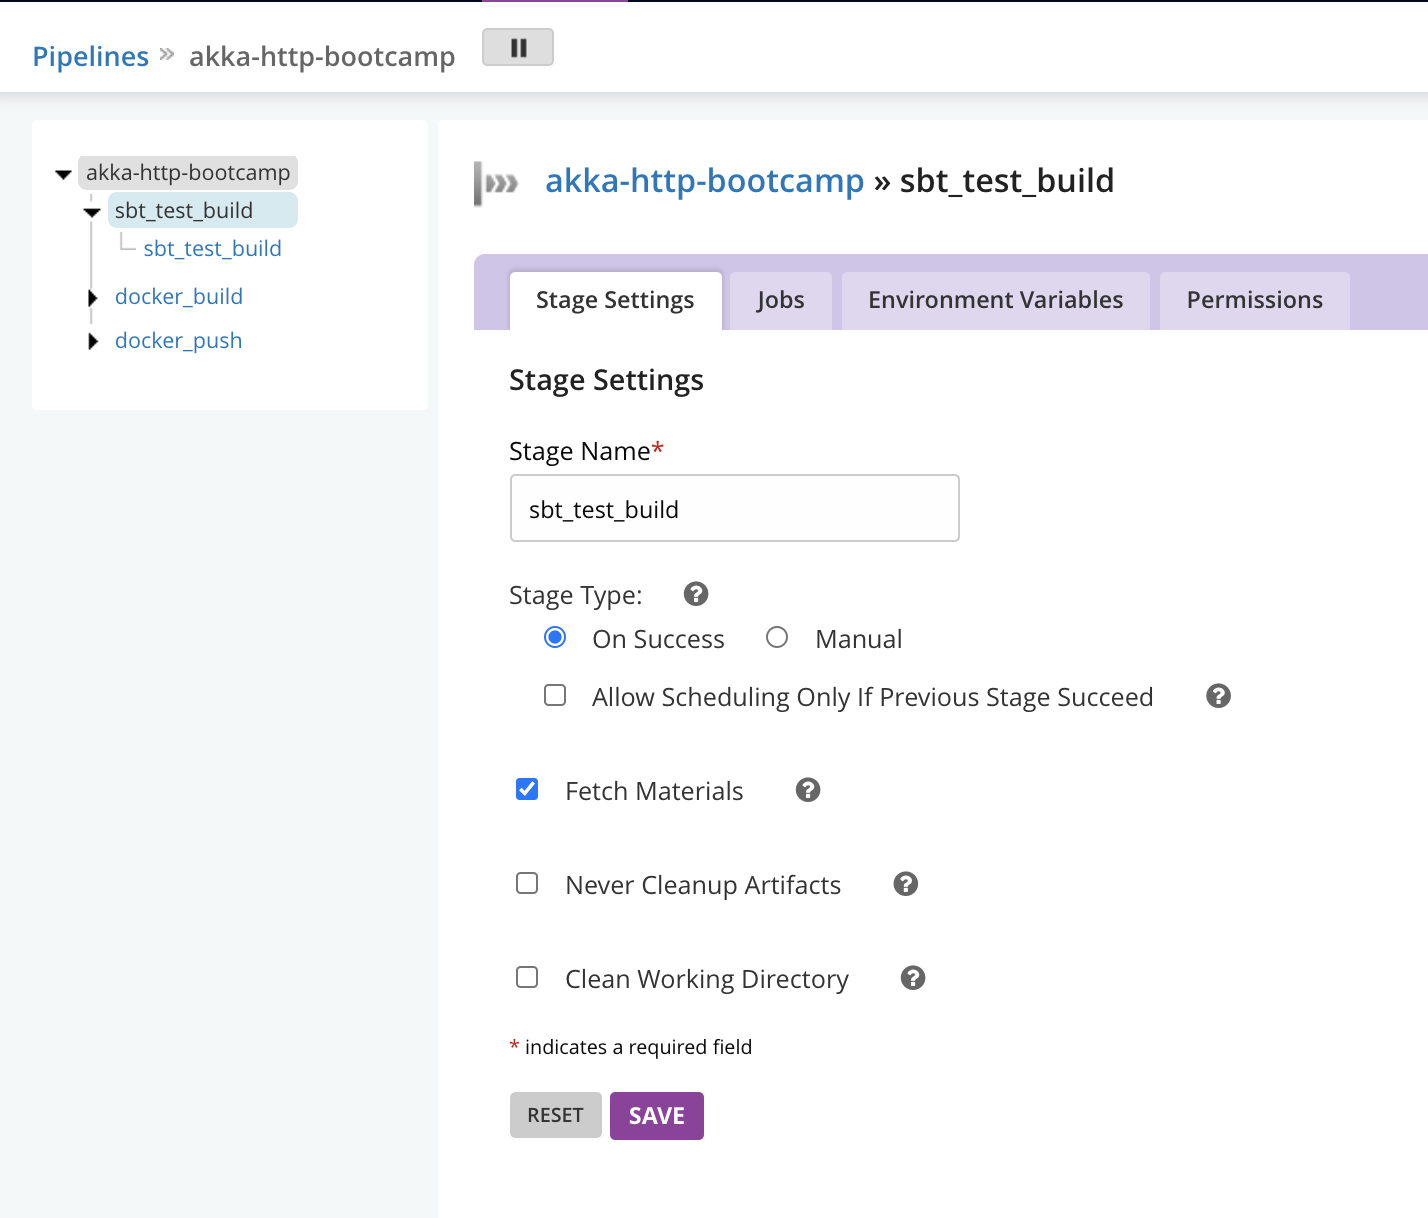 Pipelines » akka-http-bootcamp
akka-http-bootcamp
sbt_test_build
sbt_test_build
docker_build
docker_push
akka-http-bootcamp » sbt_test_build
Stage Settings Jobs Environment Variables Permissions
Stage Settings
Stage Name*
sbt_test_build
Stage Type: ?
On Success Manual
Allow Scheduling Only If Previous Stage Succeed ?
Fetch Materials ?
Never Cleanup Artifacts ?
Clean Working Directory ?
* indicates a required field
RESET SAVE